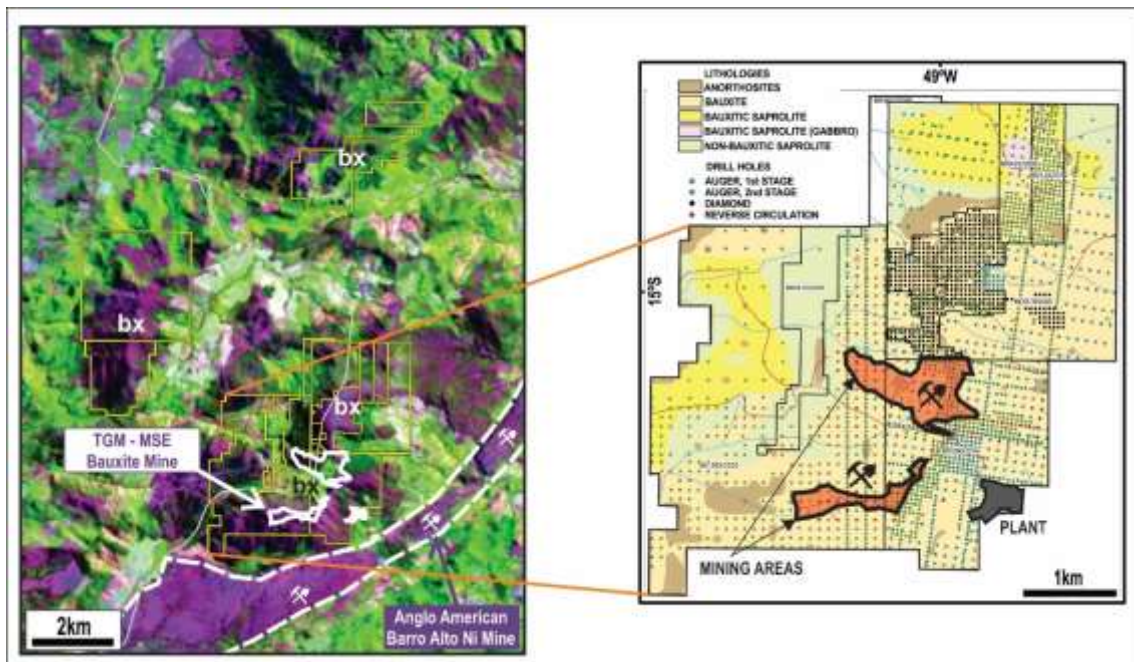 bx
bx
bx
TGM - MSE
Bauxite Mine
bx
2km
Anglo American
Barro Alto Ni Mine
49ºW
15ºS
LITHOLOGIES
ANORTHOSITES
BAUXITE
BAUXITIC SAPROLITE
BAUXITIC SAPROLITE (GABBRO)
NON-BAUXITIC SAPROLITE
DRILL HOLES
AUGER, 1st STAGE
AUGER, 2nd STAGE
DIAMOND
REVERSE CIRCULATION
PLANT
MINING AREAS
1km